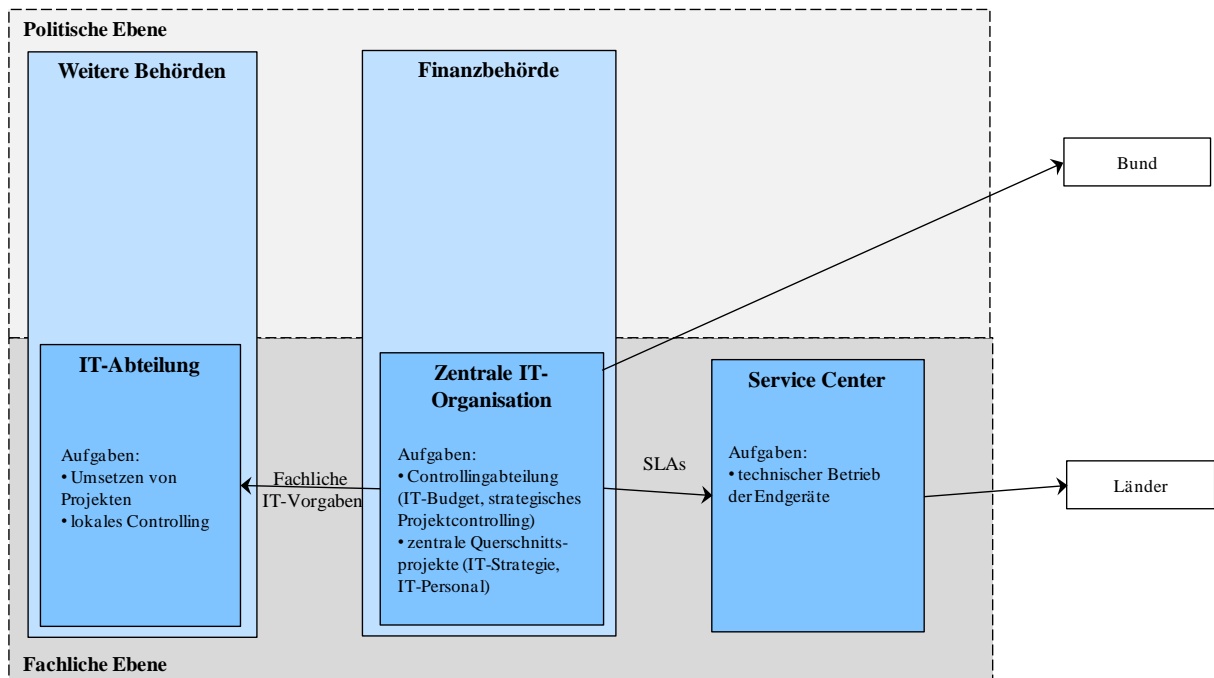 Politische Ebene
Weitere Behörden
Finanzbehörde
Bund
IT-Abteilung
Aufgaben:
• Umsetzen von
Projekten
• lokales Controlling
Fachliche
IT-Vorgaben
Zentrale IT-
Organisation
Aufgaben:
• Controllingabteilung
(IT-Budget, strategisches
Projektcontrolling)
• zentrale Querschnitts-
projekte (IT-Strategie,
IT-Personal)
SLAs
Service Center
Aufgaben:
• technischer Betrieb
der Endgeräte
Länder
Fachliche Ebene